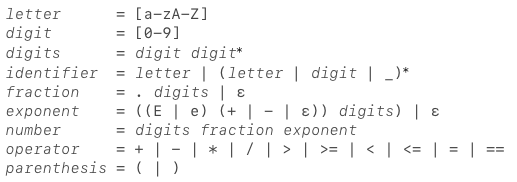 letter = [a-zA-Z]
digit = [0-9]
digits = digit digit*
identifier = letter | (letter | digit | _)*
fraction = . digits | ε
exponent = ((E | e) (+ | - | ε)) digits) | ε
number = digits fraction exponent
operator = + | - | * | / | > | >= | < | <= | = | ==
parenthesis = ( | )